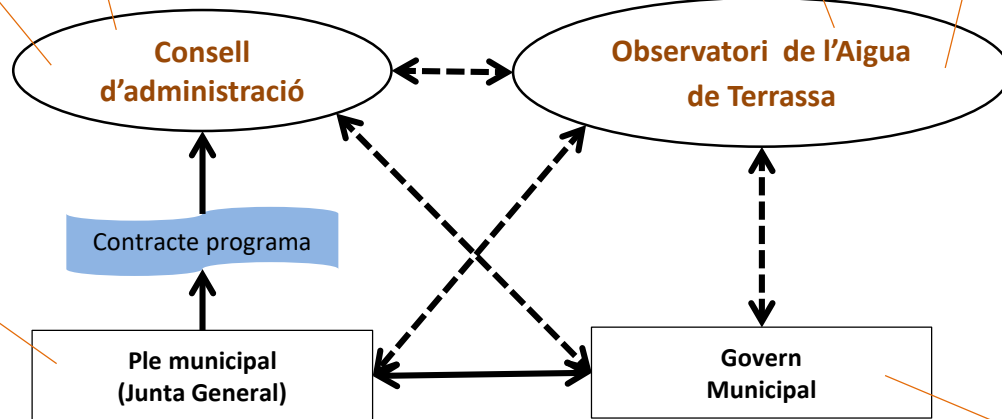 Consell
d’administració
Observatori de l’Aigua
de Terrassa
Contracte programa
Ple municipal
(Junta General)
Govern
Municipal